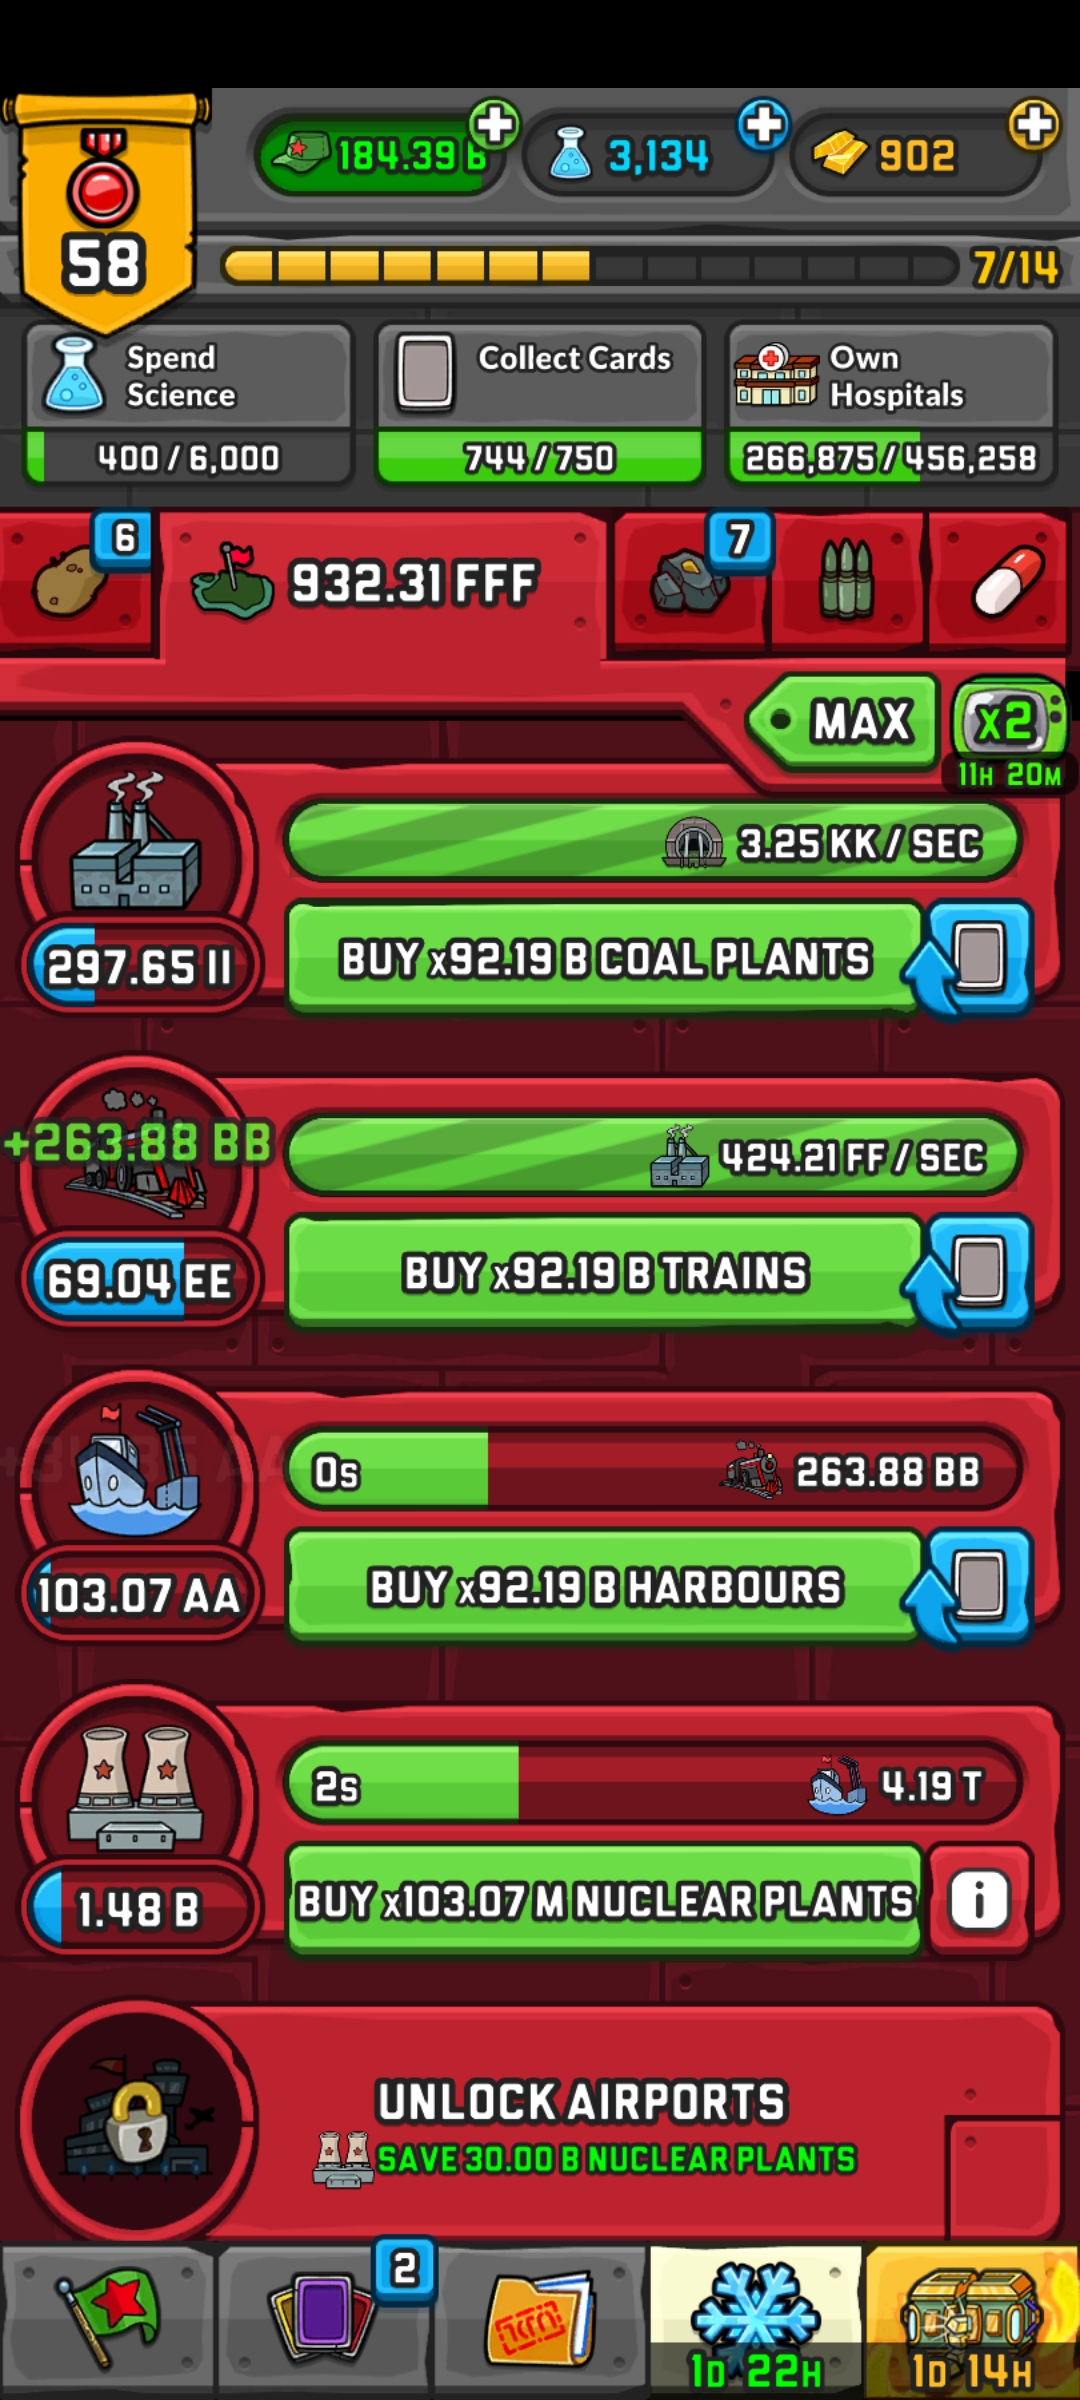 58
184.39 B
3,134
902
7/14
Spend
Science
400 / 6,000
Collect Cards
744 / 750
Own
Hospitals
266,875 / 456,258
6
932.31 FFF
7
MAX
x2
11H 20M
3.25 KK / SEC
297.65 II
BUY x92.19 B COAL PLANTS
+263.88 BB
424.21 FF / SEC
69.04 EE
BUY x92.19 B TRAINS
0s
263.88 BB
103.07 AA
BUY x92.19 B HARBOURS
2s
4.19 T
1.48 B
BUY x103.07 M NUCLEAR PLANTS
i
UNLOCK AIRPORTS
SAVE 30.00 B NUCLEAR PLANTS
2
1D 22H
1D 14H